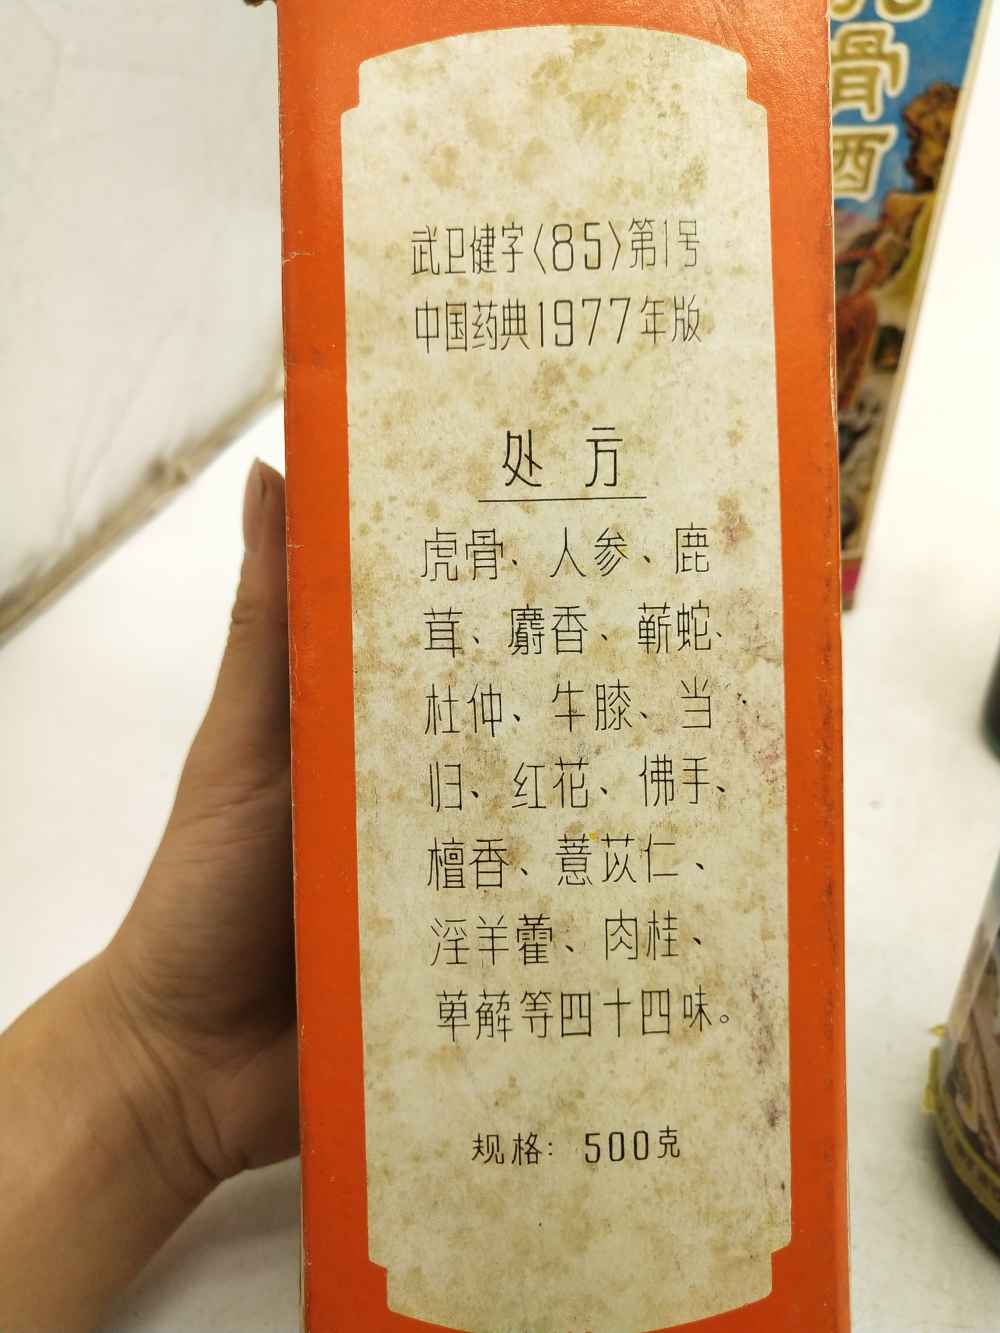 武卫健字〈85〉第1号
中国药典1977年版
处方
虎骨、人参、鹿
茸、麝香、蕲蛇、
杜仲、牛膝、当
归、红花、佛手、
檀香、薏苡仁、
淫羊藿、肉桂、
萆薢等四十四味。
规格：500克
骨
酒